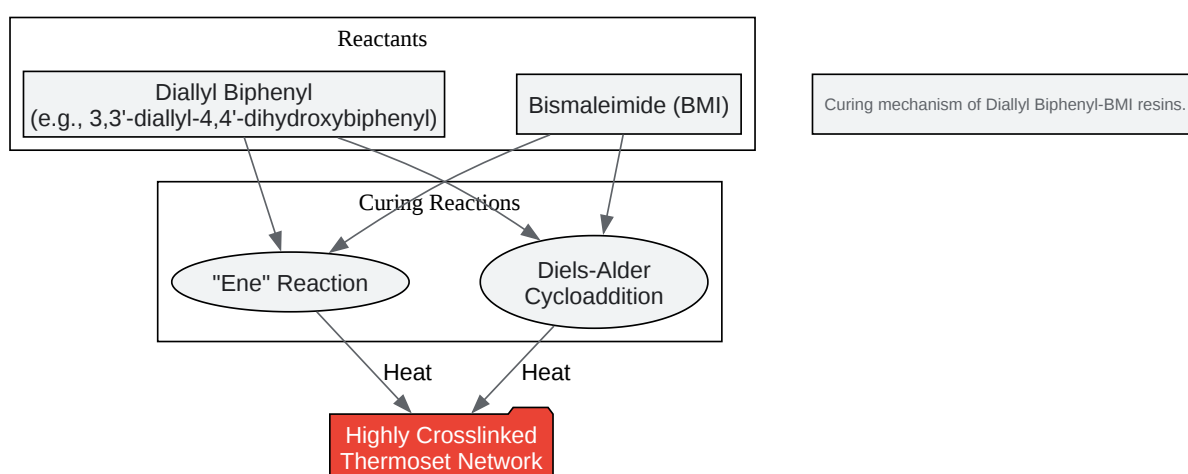 Reactants
Diallyl Biphenyl
(e.g., 3,3'-diallyl-4,4'-dihydroxybiphenyl)
Bismaleimide (BMI)
Curing mechanism of Diallyl Biphenyl-BMI resins.
Curing Reactions
"Ene" Reaction
Diels-Alder
Cycloaddition
Heat
Heat
Highly Crosslinked
Thermoset Network